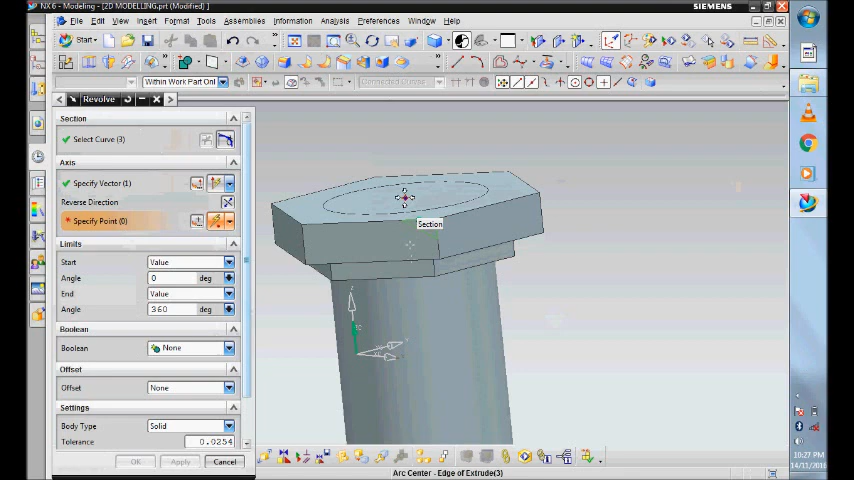 NX 6 - Modeling - [2D MODELLING.prt (Modified) ]
SIEMENS
File Edit View Insert Format Tools Assemblies Information Analysis Preferences Window Help
Start
Within Work Part Onl
Connected Curves
Revolve
Section
Select Curve (3)
Axis
Specify Vector (1)
Reverse Direction
* Specify Point (0)
Limits
Start Value
Angle 0 deg
End Value
Angle 360 deg
Boolean
Boolean None
Offset
Offset None
Settings
Body Type Solid
Tolerance 0.0254
OK Apply Cancel
Section
Arc Center - Edge of Extrude(3)
10:27 PM